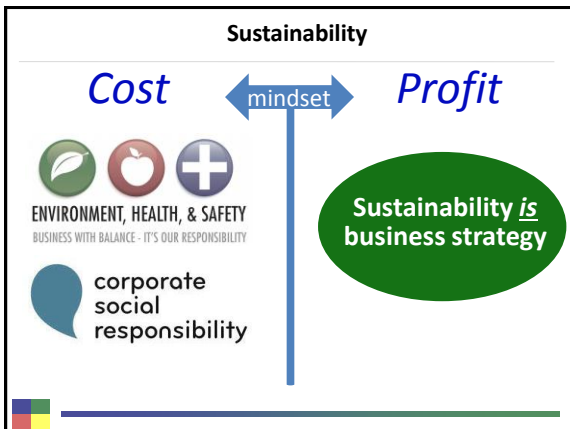 Sustainability
Cost
mindset
Profit
ENVIRONMENT, HEALTH, & SAFETY
BUSINESS WITH BALANCE - IT'S OUR RESPONSIBILITY
corporate
social
responsibility
Sustainability is
business strategy